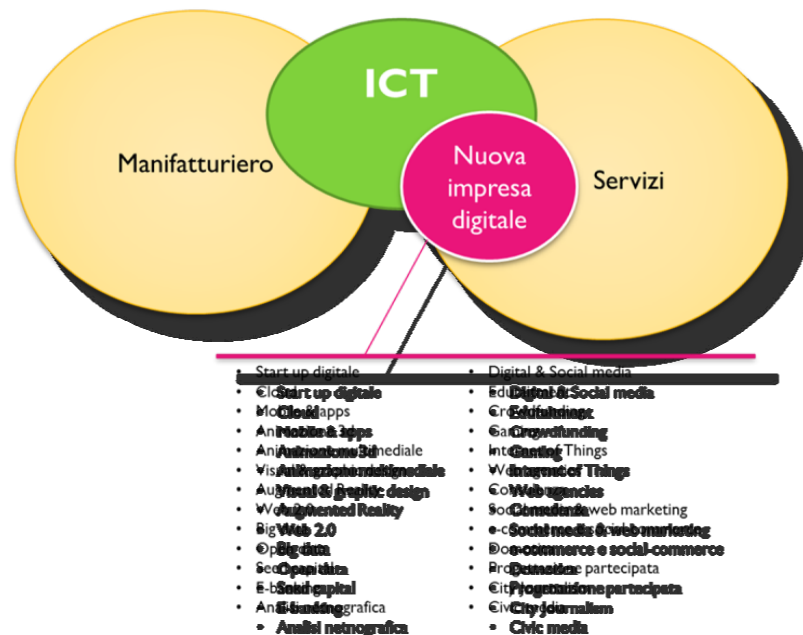 ICT
Manifatturiero
Nuova
impresa
digitale
Servizi
• Start up digitale
• Cloud
• Mobile & apps
• Animazione 3d
• Animazione multimediale
• Visual & graphic design
• Augmented Reality
• Web 2.0
• Big data
• Open data
• Seed capital
• Analisi netnografica
• Digital & Social media
• Edutainment
• Crowdfunding
• Gaming
• Internet of Things
• Web agencies
• Consulenza
• Social media & web marketing
• e-commerce e social-commerce
• Domotica
• Progettazione partecipata
• City journalism
• Civic media